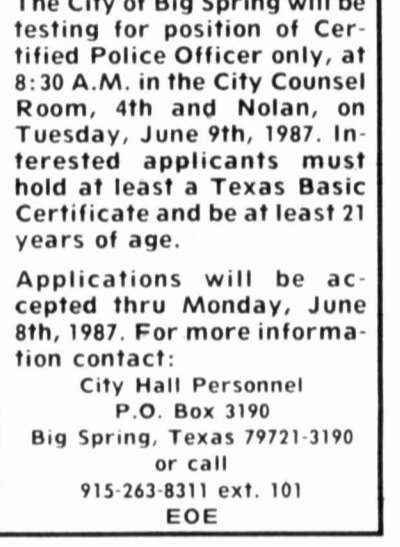 The City of Big Spring will be
testing for position of Cer-
tified Police Officer only, at
8:30 A.M. in the City Counsel
Room, 4th and Nolan, on
Tuesday, June 9th, 1987. In-
terested applicants must
hold at least a Texas Basic
Certificate and be at least 21
years of age.
Applications will be ac-
cepted thru Monday, June
8th, 1987. For more informa-
tion contact:
City Hall Personnel
P.O. Box 3190
Big Spring, Texas 79721-3190
or call
915-263-8311 ext. 101
EOE